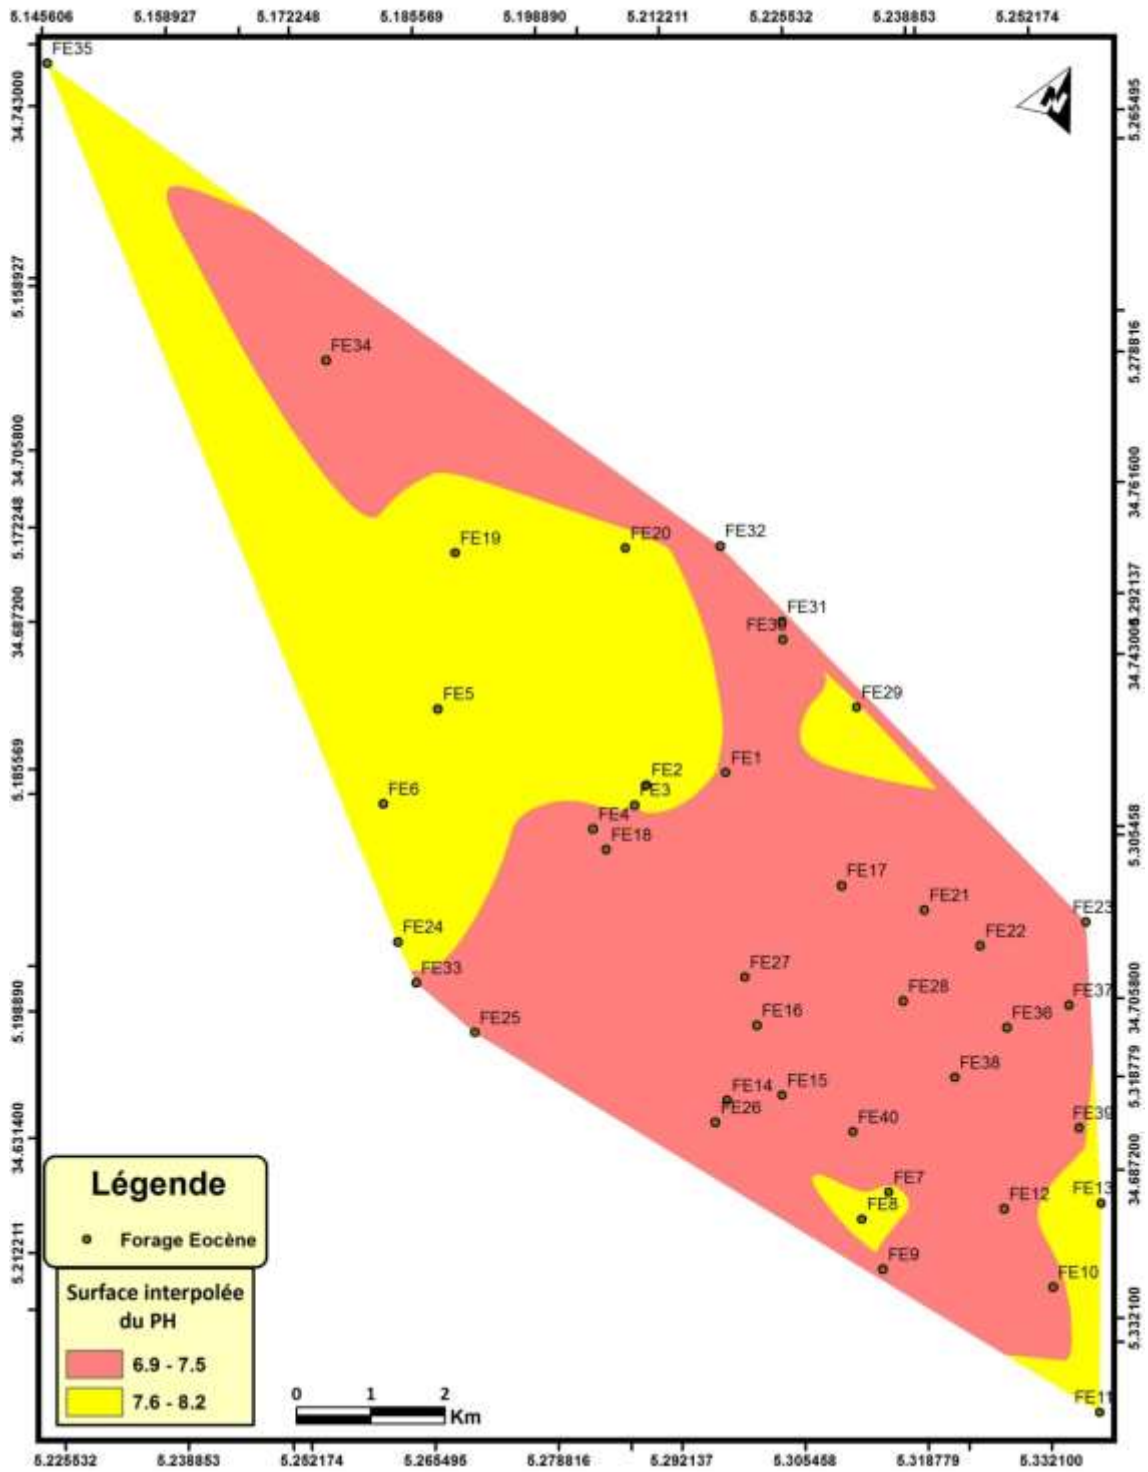 5.145606 5.158927 5.172248 5.185569 5.198890 5.212211 5.225532 5.238853 5.252174
FE35
N
34.743000
5.265495
5.158927
FE34
5.278816
34.705800
34.761600
5.172248
FE19
FE20
FE32
5.292137
34.687200
FE31
34.743000
FE5
FE29
5.185569
FE1
FE2
FE6
FE3
FE4
5.305458
FE18
FE17
FE21
FE23
FE24
FE22
FE33
FE27
5.198890
FE25
FE28
FE37
34.705800
FE16
FE36
FE38
5.318779
FE14
FE15
FE26
34.631400
FE40
FE39
34.687200
Légende
FE7
FE13
FE8
FE12
Forage Eocène
5.212211
FE9
FE10
Surface interpolée
du PH
5.332100
6.9 - 7.5
7.6 - 8.2
0 1 2
Km
FE11
5.225532 5.238853 5.252174 5.265495 5.278816 5.292137 5.305458 5.318779 5.332100